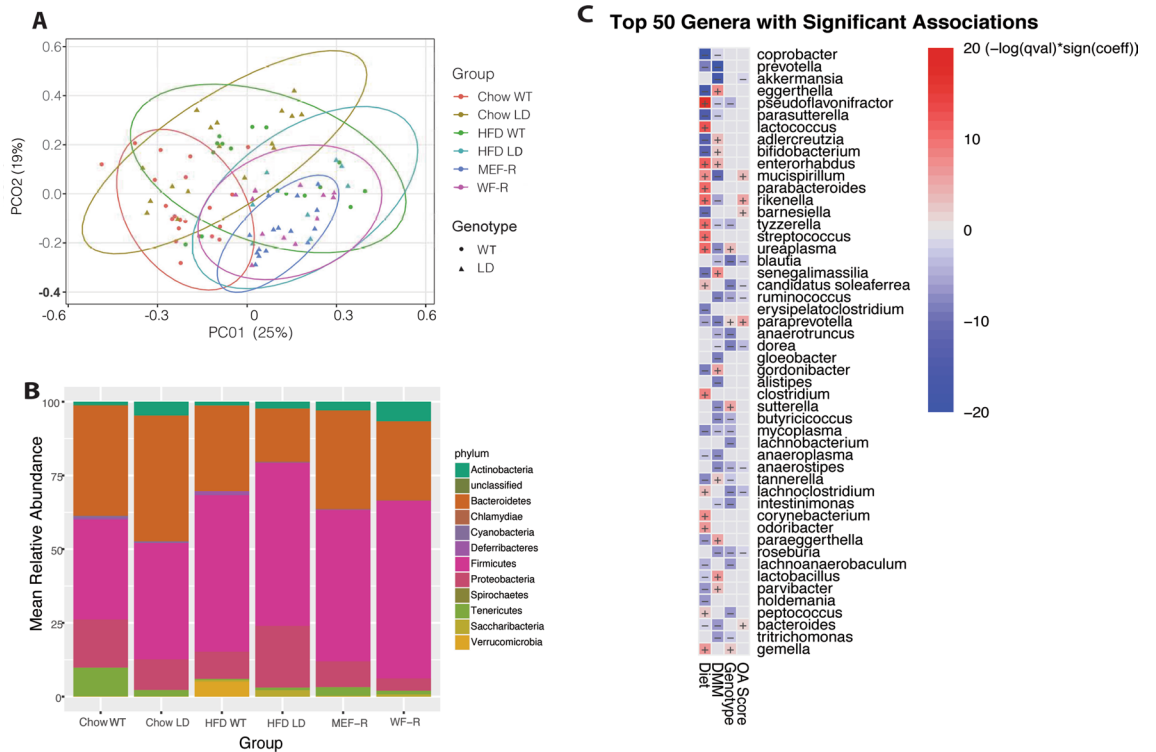 A
0.6
0.4
0.2
0.0
-0.2
-0.4
PCO2 (19%)
-0.6
-0.3
0.0
0.3
0.6
PCO1 (25%)
Group
Chow WT
Chow LD
HFD WT
HFD LD
MEF-R
WF-R
Genotype
WT
LD
B
100
75
50
25
0
Mean Relative Abundance
Chow WT
Chow LD
HFD WT
HFD LD
MEF-R
WF-R
Group
phylum
Actinobacteria
unclassified
Bacteroidetes
Chlamydiae
Cyanobacteria
Deferribacteres
Firmicutes
Proteobacteria
Spirochaetes
Tenericutes
Saccharibacteria
Verrucomicrobia
C
Top 50 Genera with Significant Associations
coprobacter
prevotella
akkermansia
eggerthella
pseudoflavonifractor
parasutterella
lactococcus
adlercreutzia
bifidobacterium
enterorhabdus
mucispirillum
parabacteroides
rikenella
barnesiella
tyzzerella
streptococcus
ureaplasma
blautia
senegalimassilia
candidatus soleaferrea
ruminococcus
erysipelatoclostridium
paraprevotella
anaerotruncus
dorea
gloeobacter
gordonibacter
alistipes
clostridium
sutterella
butyricicoccus
mycoplasma
lachnobacterium
anaeroplasma
anaerostipes
tannerella
lachnoclostridium
intestinimonas
corynebacterium
odoribacter
paraeggerthella
roseburia
lachnoanaerobaculum
lactobacillus
parvibacter
holdemania
peptococcus
bacteroides
tritrichomonas
gemella
Diet
DMM
Genotype
OA Score
20 (−log(qval)*sign(coeff))
10
0
−10
−20